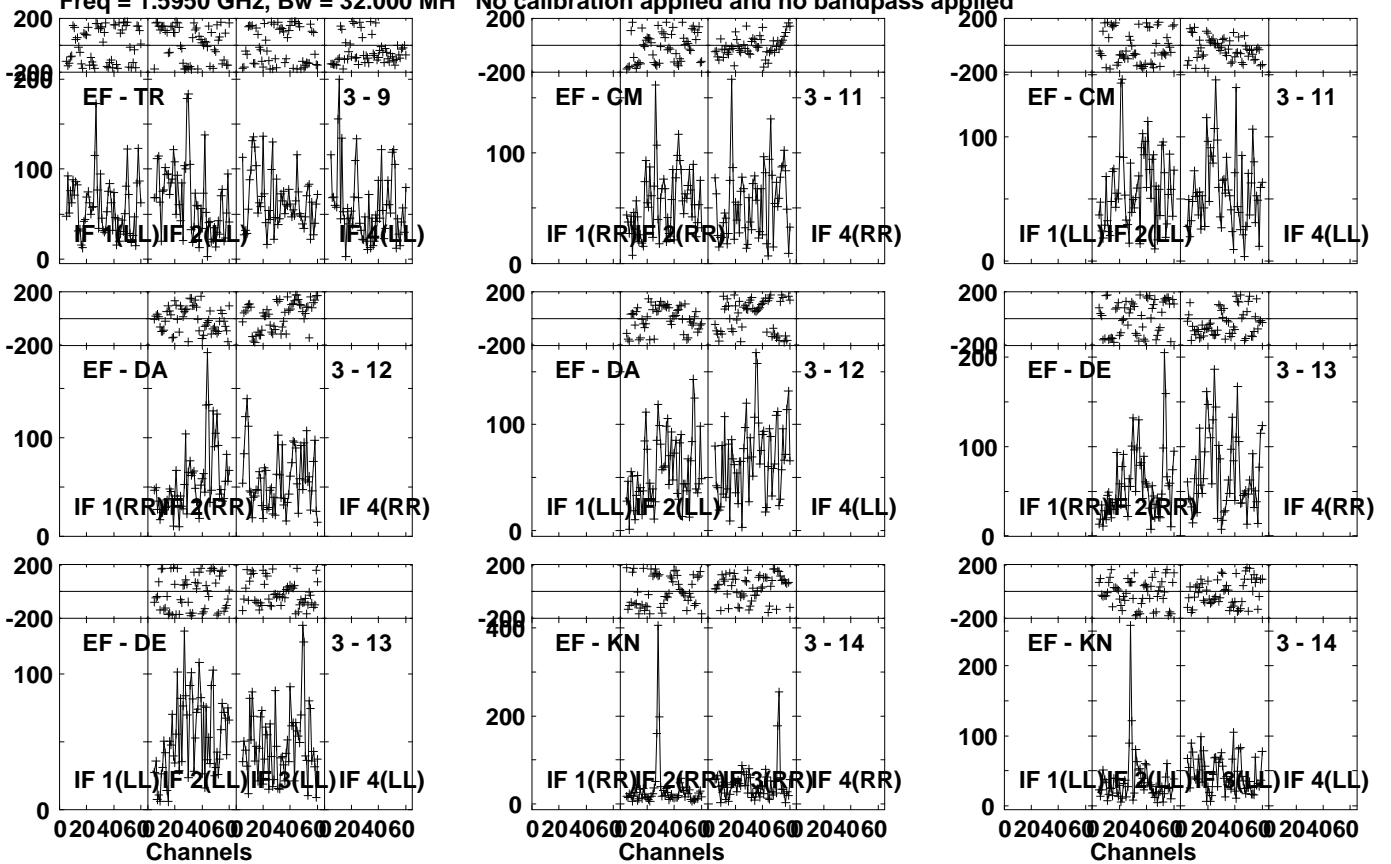 Freq = 1.5950 GHz, Bw = 32.000 MH No calibration applied and no bandpass applied
200
-200
200
100
0
EF - TR
3 - 9
IF 1(LL)
IF 2(LL)
IF 4(LL)
200
-200
100
0
EF - CM
3 - 11
IF 1(RR)
IF 2(RR)
IF 4(RR)
200
-200
100
0
EF - CM
3 - 11
IF 1(LL)
IF 2(LL)
IF 4(LL)
200
-200
100
0
EF - DA
3 - 12
IF 1(RR)
IF 2(RR)
IF 4(RR)
200
-200
100
0
EF - DA
3 - 12
IF 1(LL)
IF 2(LL)
IF 4(LL)
200
-200
200
100
0
EF - DE
3 - 13
IF 1(RR)
IF 2(RR)
IF 4(RR)
200
-200
100
0
EF - DE
3 - 13
IF 1(LL)
IF 2(LL)
IF 3(LL)
IF 4(LL)
0 20 40 60 0 20 40 60 0 20 40 60 0 20 40 60
Channels
200
-200
400
200
0
EF - KN
3 - 14
IF 1(RR)
IF 2(RR)
IF 3(RR)
IF 4(RR)
0 20 40 60 0 20 40 60 0 20 40 60 0 20 40 60
Channels
200
-200
200
100
0
EF - KN
3 - 14
IF 1(LL)
IF 2(LL)
IF 3(LL)
IF 4(LL)
0 20 40 60 0 20 40 60 0 20 40 60 0 20 40 60
Channels